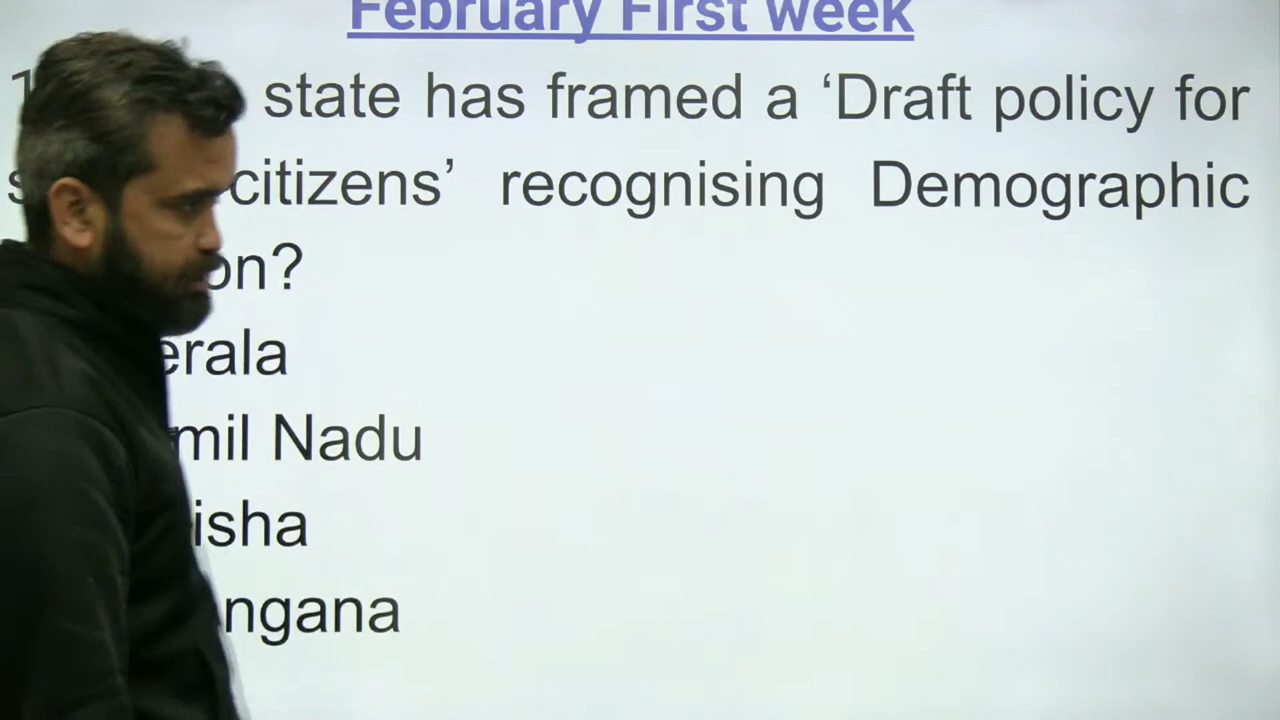 February First week
state has framed a ‘Draft policy for
citizens’ recognising Demographic
on?
erala
mil Nadu
isha
ngana